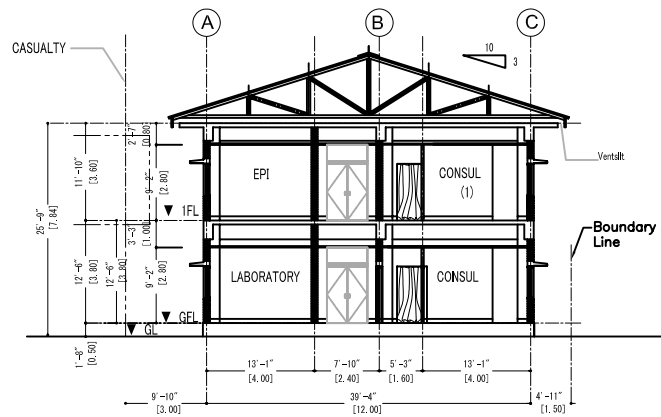 A
B
C
CASUALTY
10
3
Ventsllt
2'-7"
[0.80]
11'-10"
[3.60]
9'-2"
[2.80]
25'-9"
[7.84]
EPI
CONSUL
(1)
1FL
3'-3"
[1.00]
Boundary
Line
12'-6"
[3.80]
12'-6"
[3.80]
9'-2"
[2.80]
LABORATORY
CONSUL
GFL
GL
1'-8"
[0.50]
13'-1"
[4.00]
7'-10"
[2.40]
5'-3"
[1.60]
13'-1"
[4.00]
9'-10"
[3.00]
39'-4"
[12.00]
4'-11"
[1.50]